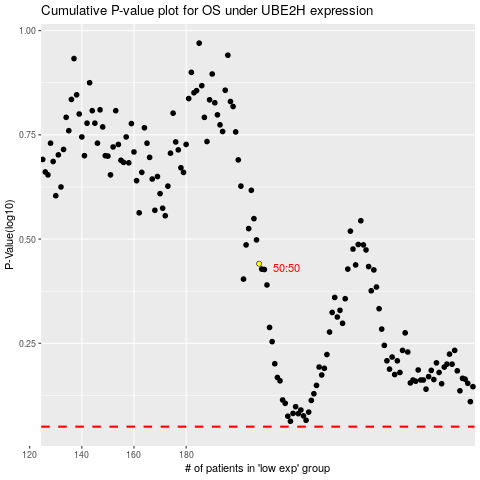 Cumulative P-value plot for OS under UBE2H expression
1.00
0.75
50:50
0.50
0.25
120 140 160 180
# of patients in 'low exp' group
P-Value(log10)